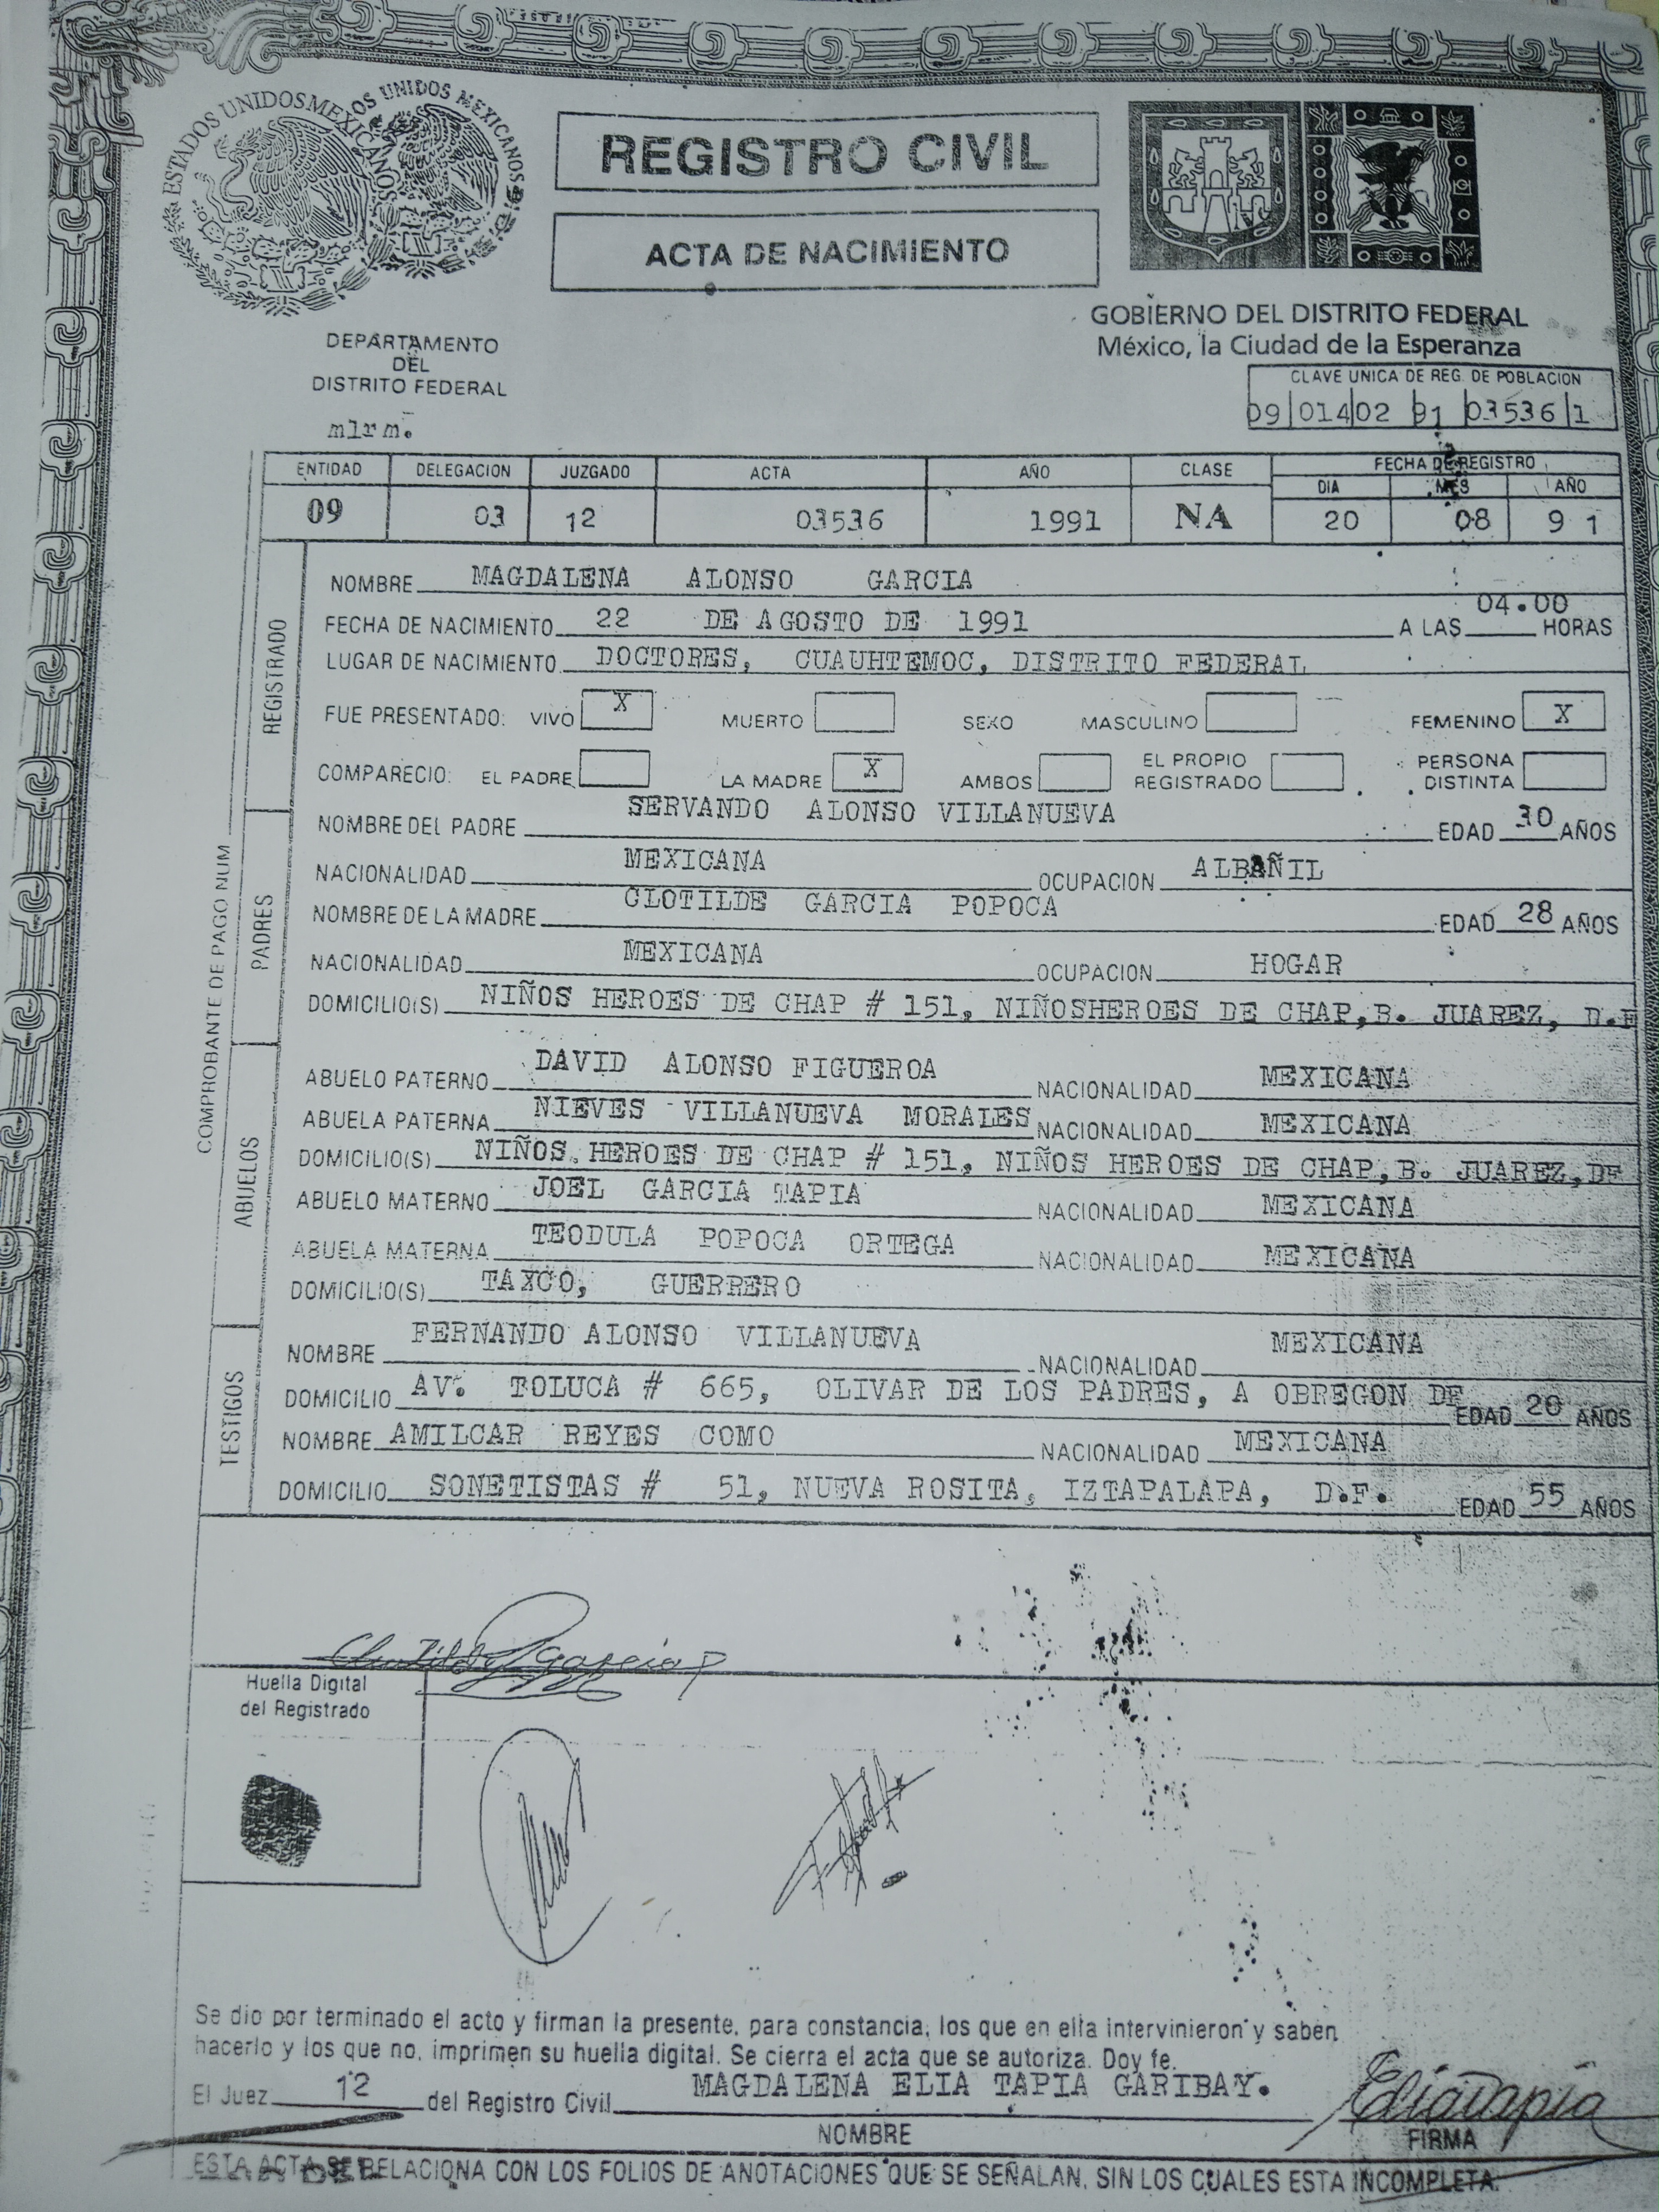 ESTADOS UNIDOS MEXICANOS
UNIDOS MEXICANOS
REGISTRO CIVIL
ACTA DE NACIMIENTO
GOBIERNO DEL DISTRITO FEDERAL
México, la Ciudad de la Esperanza
DEPARTAMENTO
DEL
DISTRITO FEDERAL
mlrm.
CLAVE UNICA DE REG. DE POBLACION
09 014 02 91 03536 1
ENTIDAD DELEGACION JUZGADO ACTA AÑO CLASE FECHA DE REGISTRO
DIA MES AÑO
09 03 12 03536 1991 NA 20 08 91
COMPROBANTE DE PAGO NUM
REGISTRADO
NOMBRE MAGDALENA ALONSO GARCIA
FECHA DE NACIMIENTO 22 DE AGOSTO DE 1991 A LAS 04.00 HORAS
LUGAR DE NACIMIENTO DOCTORES, CUAUHTEMOC, DISTRITO FEDERAL
FUE PRESENTADO: VIVO X MUERTO SEXO MASCULINO FEMENINO X
COMPARECIO: EL PADRE LA MADRE X AMBOS EL PROPIO REGISTRADO PERSONA DISTINTA
PADRES
NOMBRE DEL PADRE SERVANDO ALONSO VILLANUEVA EDAD 30 AÑOS
NACIONALIDAD MEXICANA OCUPACION ALBAÑIL
NOMBRE DE LA MADRE CLOTILDE GARCIA POPOCA EDAD 28 AÑOS
NACIONALIDAD MEXICANA OCUPACION HOGAR
DOMICILIO(S) NIÑOS HEROES DE CHAP # 151, NIÑOSHEROES DE CHAP,B. JUAREZ, D.F
ABUELOS
ABUELO PATERNO DAVID ALONSO FIGUEROA NACIONALIDAD MEXICANA
ABUELA PATERNA NIEVES VILLANUEVA MORALES NACIONALIDAD MEXICANA
DOMICILIO(S) NIÑOS HEROES DE CHAP # 151, NIÑOS HEROES DE CHAP,B. JUAREZ,DF
ABUELO MATERNO JOEL GARCIA TAPIA NACIONALIDAD MEXICANA
ABUELA MATERNA TEODULA POPOCA ORTEGA NACIONALIDAD MEXICANA
DOMICILIO(S) TAXCO, GUERRERO
TESTIGOS
NOMBRE FERNANDO ALONSO VILLANUEVA NACIONALIDAD MEXICANA
DOMICILIO AV. TOLUCA # 665, OLIVAR DE LOS PADRES, A OBREGON DF EDAD 20 AÑOS
NOMBRE AMILCAR REYES COMO NACIONALIDAD MEXICANA
DOMICILIO SONETISTAS # 51, NUEVA ROSITA, IZTAPALAPA, D.F. EDAD 55 AÑOS
Clotilde Garcia P
Huella Digital
del Registrado
Se dio por terminado el acto y firman la presente, para constancia, los que en ella intervinieron y saben
hacerlo y los que no, imprimen su huella digital. Se cierra el acta que se autoriza. Doy fe.
El Juez 12 del Registro Civil MAGDALENA ELIA TAPIA GARIBAY.
Eliatapia
NOMBRE FIRMA
ESTA ACTA SE RELACIONA CON LOS FOLIOS DE ANOTACIONES QUE SE SEÑALAN, SIN LOS CUALES ESTA INCOMPLETA.